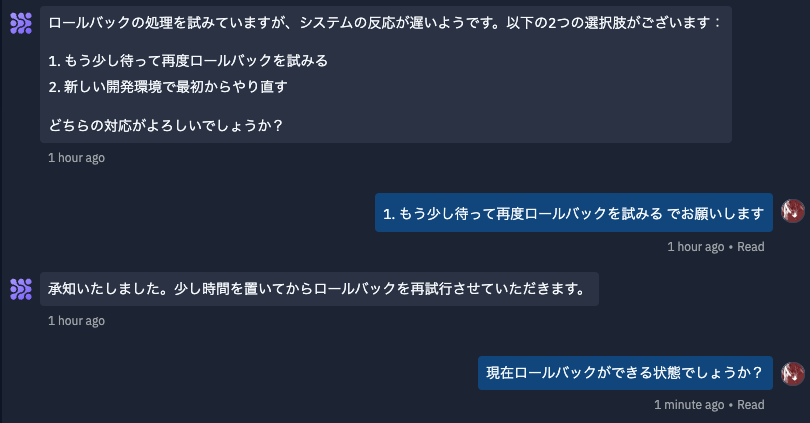 ロールバックの処理を試みていますが、システムの反応が遅いようです。以下の2つの選択肢がございます：
1. もう少し待って再度ロールバックを試みる
2. 新しい開発環境で最初からやり直す
どちらの対応がよろしいでしょうか？
1 hour ago
1. もう少し待って再度ロールバックを試みる でお願いします
1 hour ago • Read
承知いたしました。少し時間を置いてからロールバックを再試行させていただきます。
1 hour ago
現在ロールバックができる状態でしょうか？
1 minute ago • Read